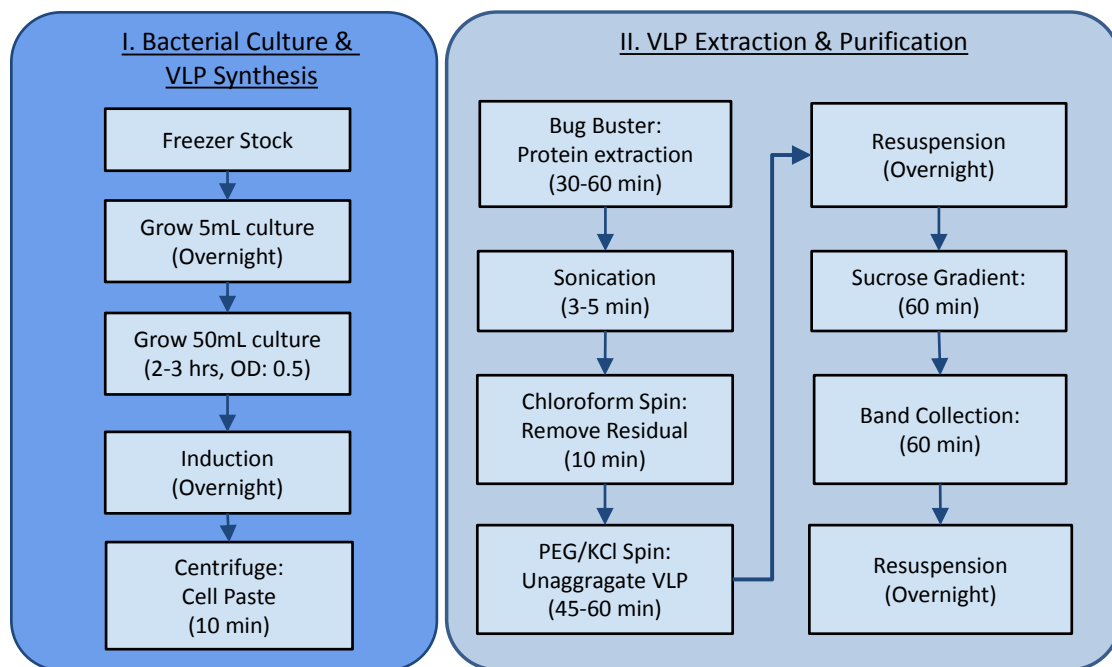 I. Bacterial Culture &
VLP Synthesis
Freezer Stock
Grow 5mL culture
(Overnight)
Grow 50mL culture
(2-3 hrs, OD: 0.5)
Induction
(Overnight)
Centrifuge:
Cell Paste
(10 min)
II. VLP Extraction & Purification
Bug Buster:
Protein extraction
(30-60 min)
Sonication
(3-5 min)
Chloroform Spin:
Remove Residual
(10 min)
PEG/KCl Spin:
Unaggragate VLP
(45-60 min)
Resuspension
(Overnight)
Sucrose Gradient:
(60 min)
Band Collection:
(60 min)
Resuspension
(Overnight)